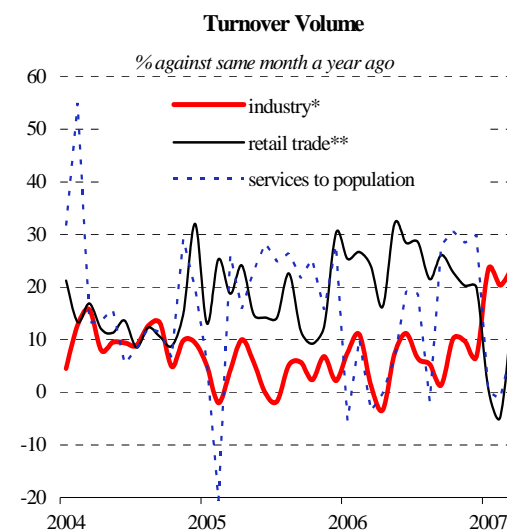 Turnover Volume
% against same month a year ago
60
50
40
30
20
10
0
-10
-20
industry*
retail trade**
services to population
2004 2005 2006 2007